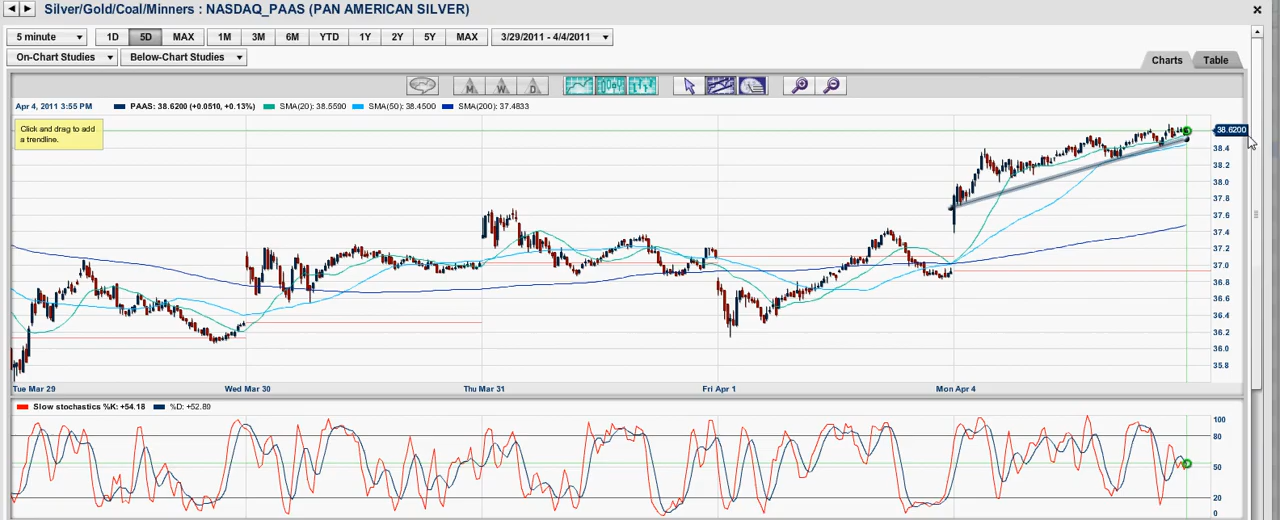 Silver/Gold/Coal/Minners : NASDAQ_PAAS (PAN AMERICAN SILVER)
5 minute 1D 5D MAX 1M 3M 6M YTD 1Y 2Y 5Y MAX 3/29/2011 - 4/4/2011
On-Chart Studies Below-Chart Studies
Charts Table
M W D
Apr 4, 2011 3:55 PM PAAS: 38.6200 (+0.0510, +0.13%) SMA(20): 38.5590 SMA(50): 38.4500 SMA(200): 37.4833
Click and drag to add
a trendline.
38.6200
38.4
38.2
38.0
37.8
37.6
37.4
37.2
37.0
36.8
36.6
36.4
36.2
36.0
35.8
Tue Mar 29 Wed Mar 30 Thu Mar 31 Fri Apr 1 Mon Apr 4
Slow stochastics %K: +54.18 %D: +52.89
100
80
50
20
0